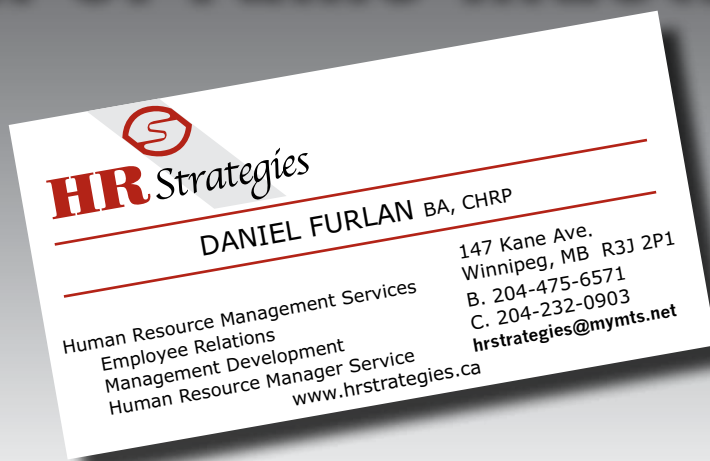 HR Strategies
DANIEL FURLAN BA, CHRP
Human Resource Management Services
Employee Relations
Management Development
Human Resource Manager Service
147 Kane Ave.
Winnipeg, MB R3J 2P1
B. 204-475-6571
C. 204-232-0903
hrstrategies@mymts.net
www.hrstrategies.ca